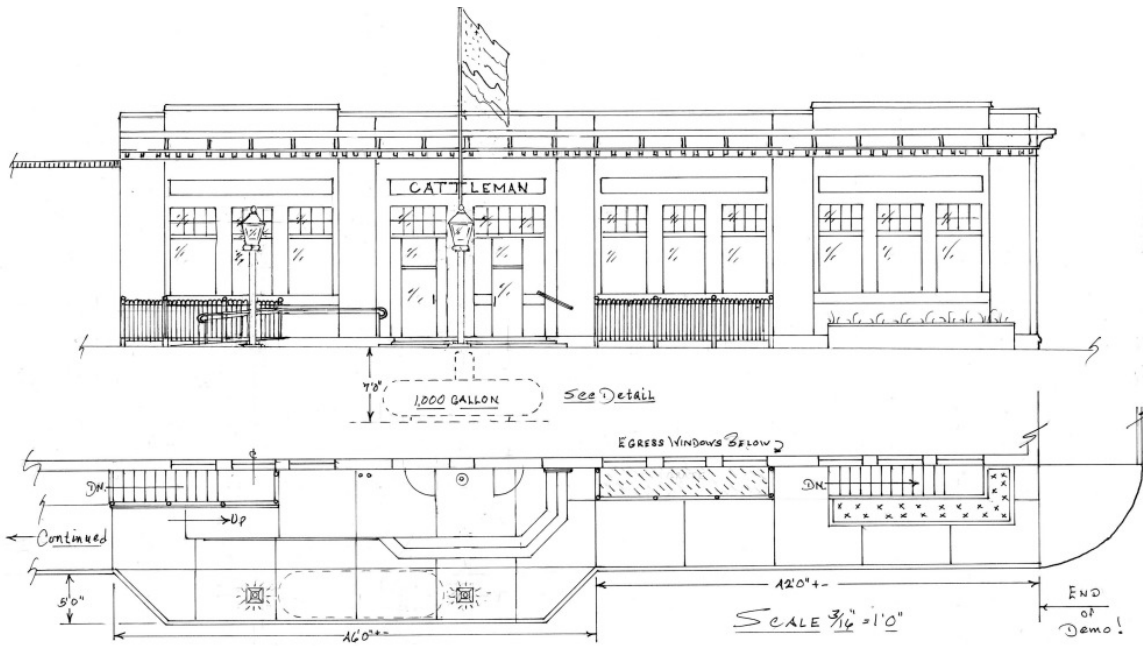 CATTLEMAN
7'0"
1,000 GALLON
See Detail
EGRESS WINDOWS BELOW
DN.
DN.
UP
Continued
5'0"
46'0"+-
42'0"+-
SCALE 3/16" = 1'0"
END
OF
Demo!